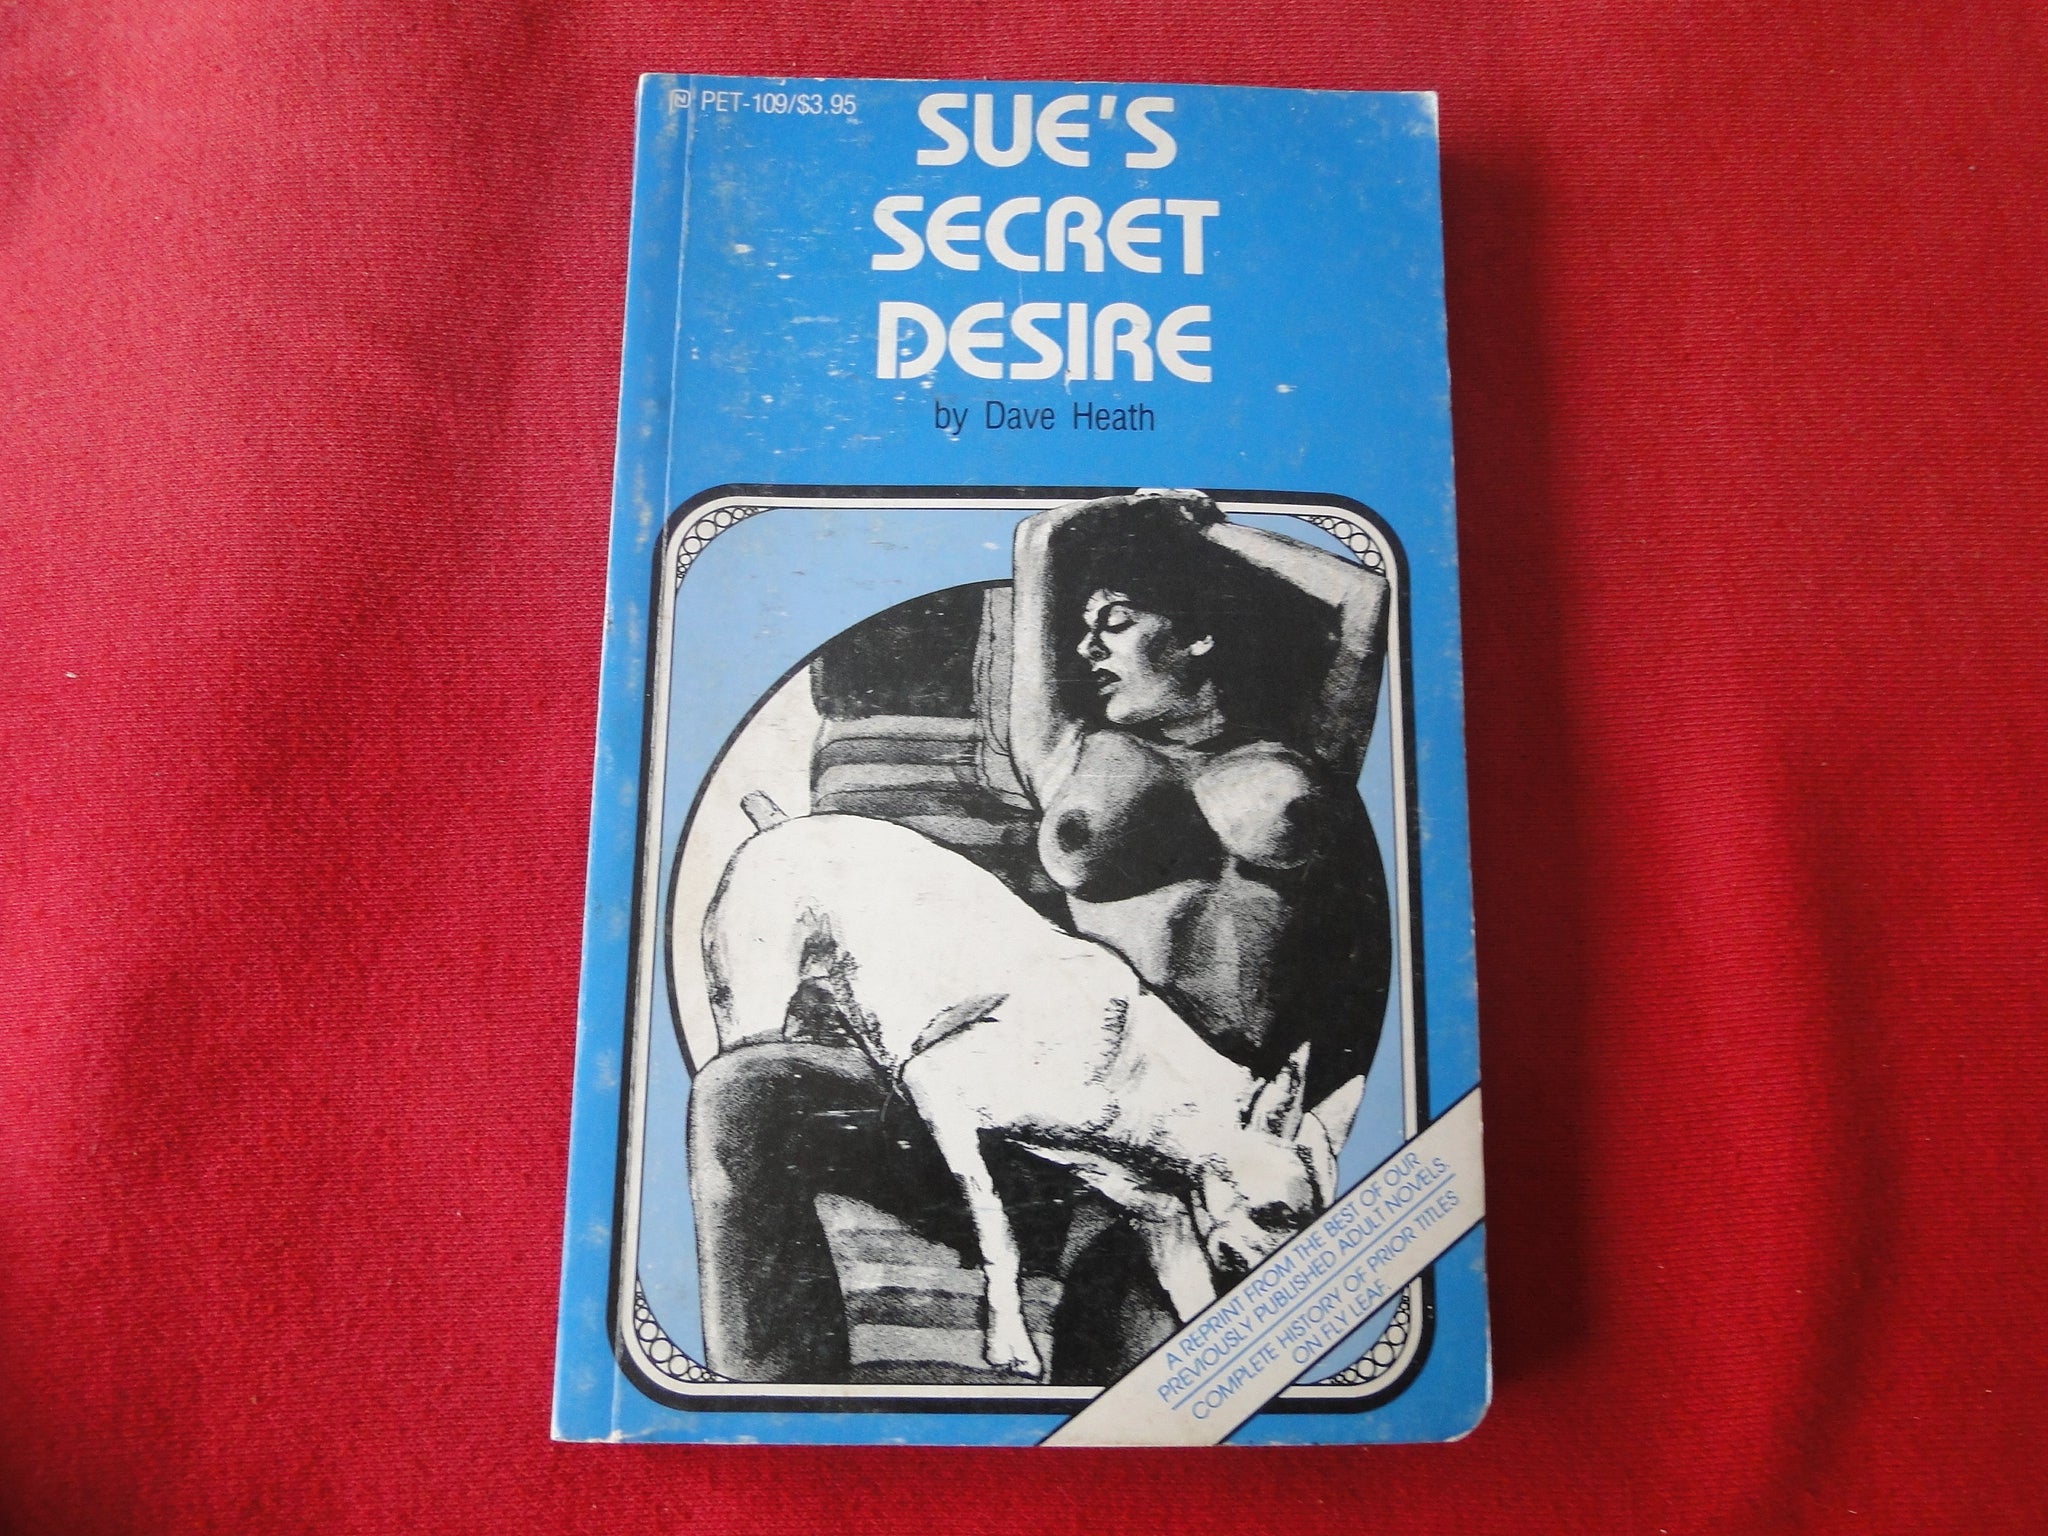 PET-109/$3.95
SUE'S
SECRET
DESIRE
by Dave Heath
A REPRINT FROM THE BEST OF OUR
PREVIOUSLY PUBLISHED ADULT NOVELS.
COMPLETE HISTORY OF PRIOR TITLES
ON FLY LEAF.